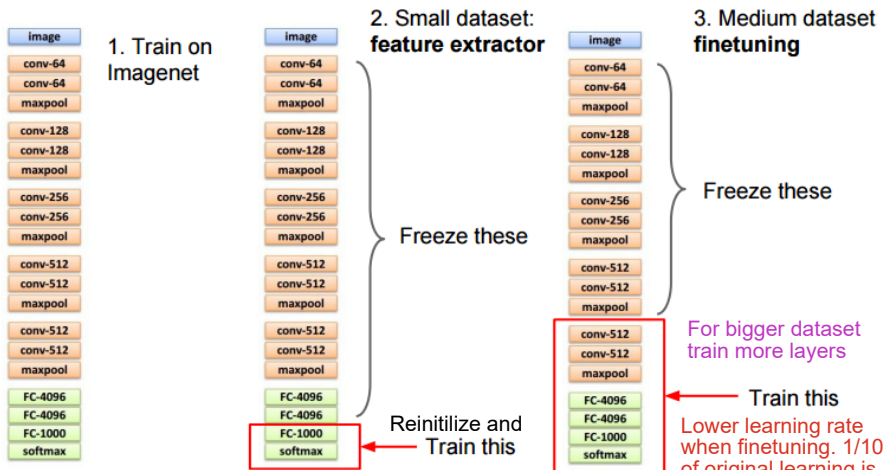 image
conv-64
conv-64
maxpool
conv-128
conv-128
maxpool
conv-256
conv-256
maxpool
conv-512
conv-512
maxpool
conv-512
conv-512
maxpool
FC-4096
FC-4096
FC-1000
softmax
1. Train on
Imagenet
2. Small dataset:
feature extractor
image
conv-64
conv-64
maxpool
conv-128
conv-128
maxpool
conv-256
conv-256
maxpool
conv-512
conv-512
maxpool
conv-512
conv-512
maxpool
FC-4096
FC-4096
FC-1000
softmax
Freeze these
Reinitilize and
Train this
3. Medium dataset
finetuning
image
conv-64
conv-64
maxpool
conv-128
conv-128
maxpool
conv-256
conv-256
maxpool
conv-512
conv-512
maxpool
conv-512
conv-512
maxpool
FC-4096
FC-4096
FC-1000
softmax
Freeze these
For bigger dataset
train more layers
Train this
Lower learning rate
when finetuning. 1/10
of original learning is